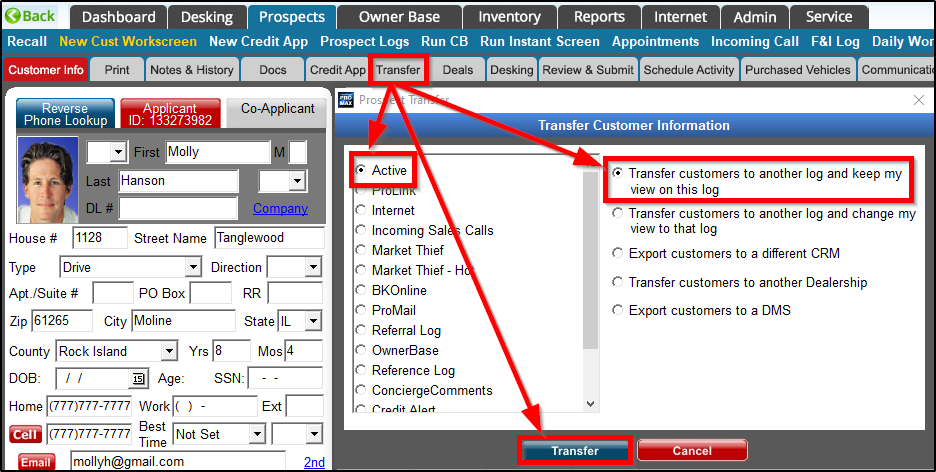 Back
Dashboard Desking Prospects Owner Base Inventory Reports Internet Admin Service
Recall New Cust Workscreen New Credit App Prospect Logs Run CB Run Instant Screen Appointments Incoming Call F&I Log Daily Wor
Customer Info Print Notes & History Docs Credit App Transfer Deals Desking Review & Submit Schedule Activity Purchased Vehicles Communicati
Reverse
Phone Lookup
Applicant
ID: 133273982
Co-Applicant
First Molly M
Last Hanson
DL # Company
House # 1128 Street Name Tanglewood
Type Drive Direction
Apt./Suite # PO Box RR
Zip 61265 City Moline State IL
County Rock Island Yrs 8 Mos 4
DOB: / / 15 Age: SSN: - -
Home (777)777-7777 Work ( ) - Ext
Cell (777)777-7777 Best
Time Not Set
Email mollyh@gmail.com 2nd
PRO
MAX
Prospect Transfer
Transfer Customer Information
Active
ProLink
Internet
Incoming Sales Calls
Market Thief
Market Thief - Hot
BKOnline
ProMail
Referral Log
OwnerBase
Reference Log
ConciergeComments
Credit Alert
Transfer customers to another log and keep my
view on this log
Transfer customers to another log and change my
view to that log
Export customers to a different CRM
Transfer customers to another Dealership
Export customers to a DMS
Transfer Cancel